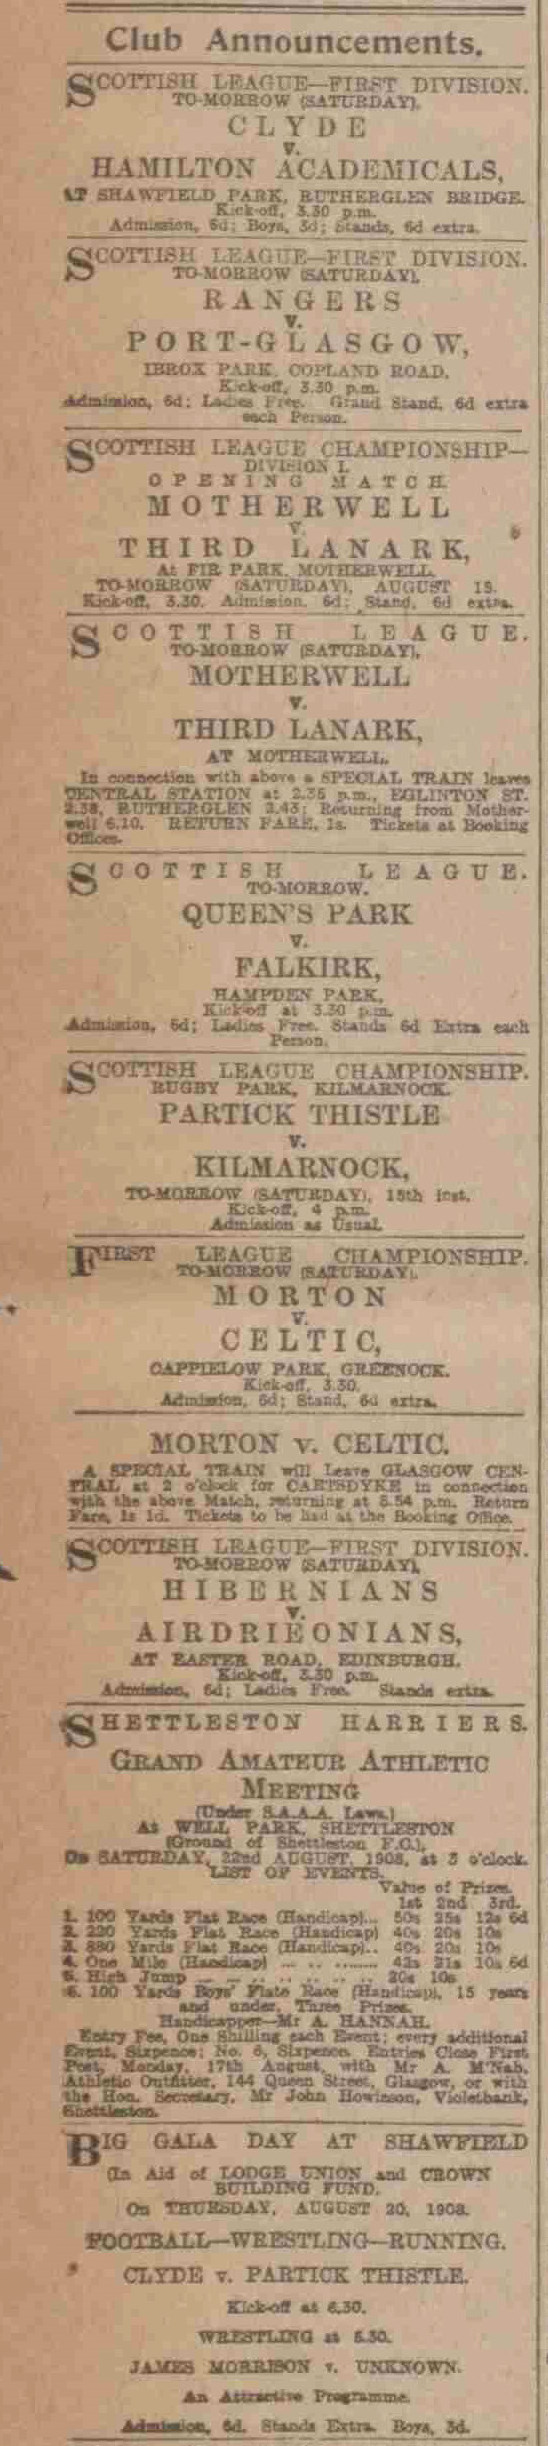 Club Announcements.
SCOTTISH LEAGUE—FIRST DIVISION.
TO-MORROW (SATURDAY),
CLYDE
v.
HAMILTON ACADEMICALS,
AT SHAWFIELD PARK, RUTHERGLEN BRIDGE.
Kick-off, 3.30 p.m.
Admission, 6d; Boys, 3d; Stands, 6d extra.
SCOTTISH LEAGUE—FIRST DIVISION.
TO-MORROW (SATURDAY),
RANGERS
v.
PORT-GLASGOW,
IBROX PARK, COPLAND ROAD.
Kick-off, 3.30 p.m.
Admission, 6d; Ladies Free. Grand Stand, 6d extra
each Person.
SCOTTISH LEAGUE CHAMPIONSHIP—
DIVISION I.
OPENING MATCH.
MOTHERWELL
v.
THIRD LANARK,
At FIR PARK, MOTHERWELL.
TO-MORROW (SATURDAY), AUGUST 15.
Kick-off, 3.30. Admission, 6d; Stand, 6d extra.
SCOTTISH LEAGUE.
TO-MORROW (SATURDAY),
MOTHERWELL
v.
THIRD LANARK,
AT MOTHERWELL.
In connection with above a SPECIAL TRAIN leaves
CENTRAL STATION at 2.35 p.m., EGLINTON ST.
2.38, RUTHERGLEN 2.43; Returning from Mother-
well 6.10. RETURN FARE, 1s. Tickets at Booking
Offices.
SCOTTISH LEAGUE.
TO-MORROW.
QUEEN'S PARK
v.
FALKIRK,
HAMPDEN PARK,
Kick-off at 3.30 p.m.
Admission, 6d; Ladies Free. Stands 6d Extra each
Person.
SCOTTISH LEAGUE CHAMPIONSHIP.
RUGBY PARK, KILMARNOCK.
PARTICK THISTLE
v.
KILMARNOCK,
TO-MORROW (SATURDAY), 15th inst.
Kick-off, 4 p.m.
Admission as Usual.
FIRST LEAGUE CHAMPIONSHIP.
TO-MORROW (SATURDAY),
MORTON
v.
CELTIC,
CAPPIELOW PARK, GREENOCK.
Kick-off, 3.30.
Admission, 6d; Stand, 6d extra.
MORTON v. CELTIC.
A SPECIAL TRAIN will Leave GLASGOW CEN-
TRAL at 2 o'clock for CARTSDYKE in connection
with the above Match, returning at 5.54 p.m. Return
Fare, 1s 1d. Tickets to be had at the Booking Office.
SCOTTISH LEAGUE—FIRST DIVISION.
TO-MORROW (SATURDAY),
HIBERNIANS
v.
AIRDRIEONIANS,
AT EASTER ROAD, EDINBURGH.
Kick-off, 3.30 p.m.
Admission, 6d; Ladies Free. Stands extra.
SHETTLESTON HARRIERS.
GRAND AMATEUR ATHLETIC
MEETING
(Under S.A.A.A. Laws.)
At WELL PARK, SHETTLESTON
(Ground of Shettleston F.C.),
On SATURDAY, 22nd AUGUST, 1908, at 3 o'clock.
LIST OF EVENTS.
Value of Prizes.
1st 2nd 3rd.
1. 100 Yards Flat Race (Handicap)... 50s 25s 12s 6d
2. 220 Yards Flat Race (Handicap) 40s 20s 10s
3. 880 Yards Flat Race (Handicap).. 40s 20s 10s
4. One Mile (Handicap) ... .. ........ 42s 21s 10s 6d
5. High Jump ... ... .. .. .. .. .. 20s 10s
6. 100 Yards Boys' Flate Race (Handicap), 15 years
and under, Three Prizes.
Handicapper—Mr A. HANNAH.
Entry Fee, One Shilling each Event; every additional
Event, Sixpence; No. 6, Sixpence. Entries Close First
Post, Monday, 17th August, with Mr A. M'Nab,
Athletic Outfitter, 144 Queen Street, Glasgow, or with
the Hon. Secretary, Mr John Howieson, Violetbank,
Shettleston.
BIG GALA DAY AT SHAWFIELD
(In Aid of LODGE UNION and CROWN
BUILDING FUND.
On THURSDAY, AUGUST 20, 1908.
FOOTBALL—WRESTLING—RUNNING.
CLYDE v. PARTICK THISTLE.
Kick-off at 6.30.
WRESTLING at 5.30.
JAMES MORRISON v. UNKNOWN.
An Attractive Programme.
Admission, 6d. Stands Extra. Boys, 3d.